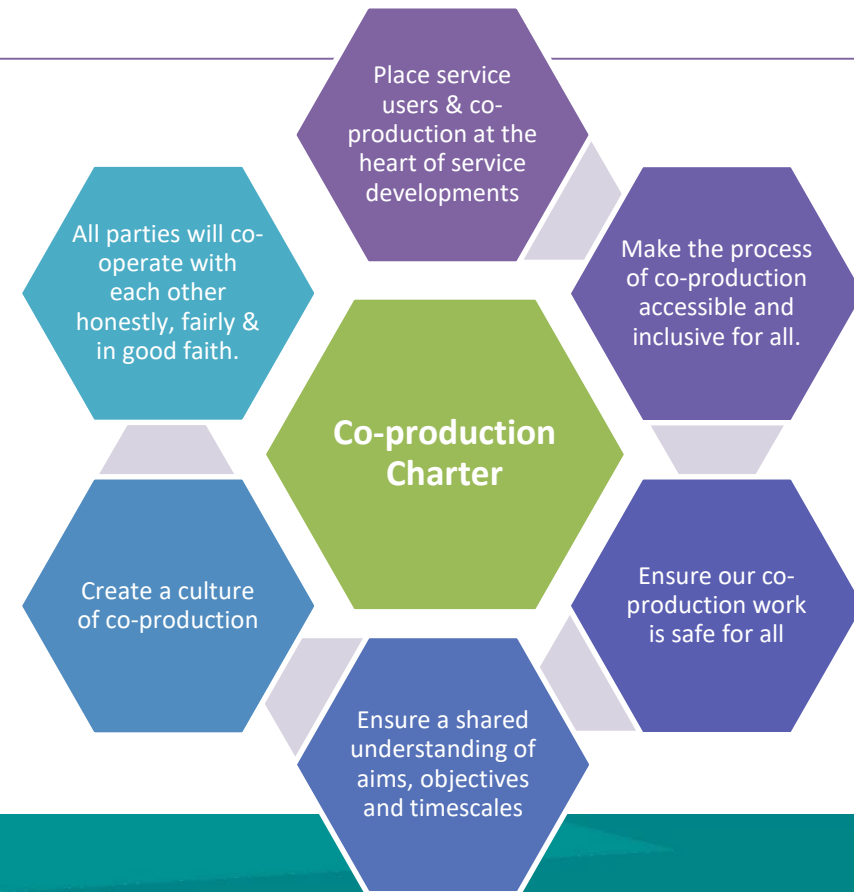 Place service
users & co-
production at the
heart of service
developments
Make the process
of co-production
accessible and
inclusive for all.
Ensure our co-
production work
is safe for all
Ensure a shared
understanding of
aims, objectives
and timescales
Create a culture
of co-production
All parties will co-
operate with
each other
honestly, fairly &
in good faith.
Co-production
Charter